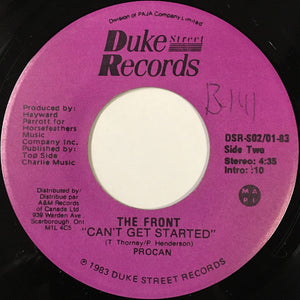 Division of PAJA Company Limited
Duke Street
Records
B-141
DSR-S02/01-83
Side Two
Stereo: 4:35
Intro: :10
Produced by:
Hayward
Parrott for
Horsefeathers
Music
Company Inc.
Published by:
Top Side
Charlie Music
Distributed by/
Distribué par
A&M Records
of Canada Ltd
939 Warden Ave.
Scarborough Ont
M1L 4C5
MAPL
THE FRONT
"CAN'T GET STARTED"
(T Thorney/P. Henderson)
PROCAN
℗ 1983 DUKE STREET RECORDS